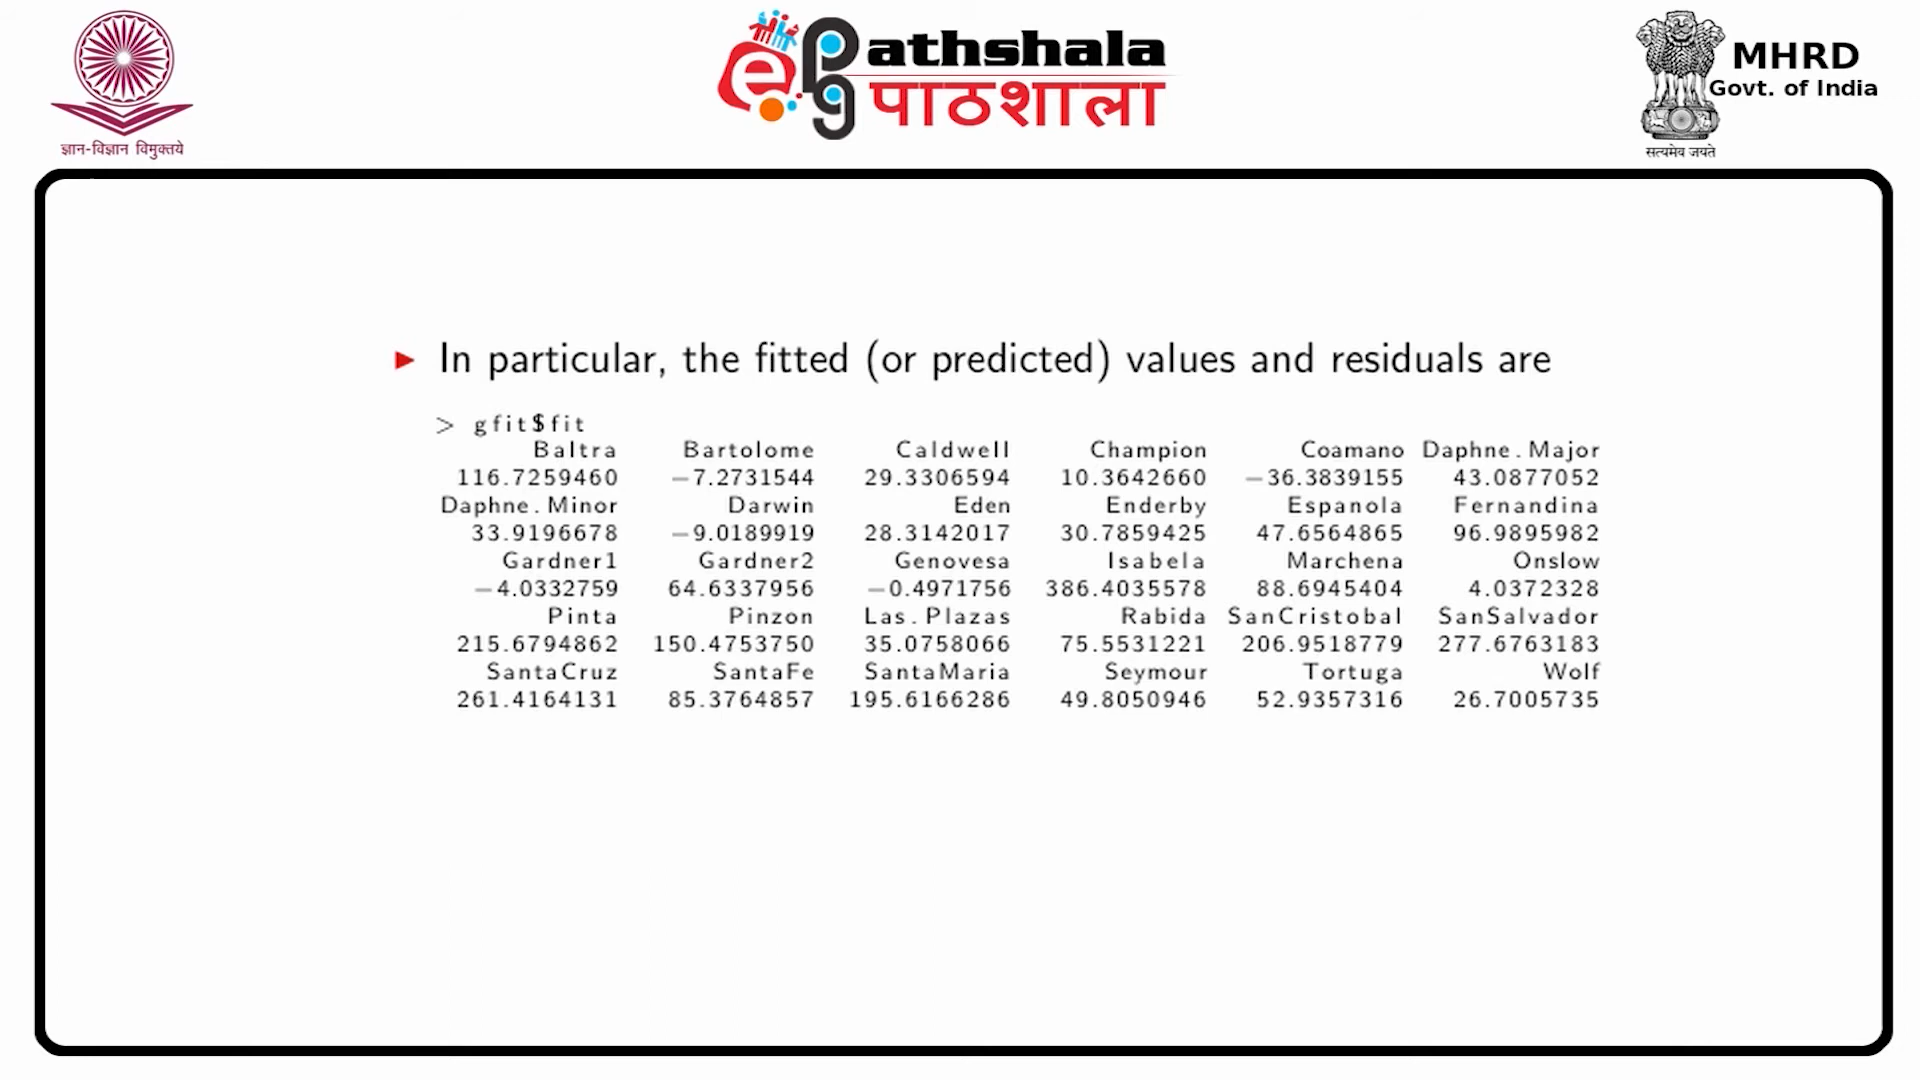 ज्ञान-विज्ञान विमुक्तये
e PG athshala
पाठशाला
MHRD
Govt. of India
सत्यमेव जयते
► In particular, the fitted (or predicted) values and residuals are
> gfit$fit
Baltra Bartolome Caldwell Champion Coamano Daphne.Major
116.7259460 −7.2731544 29.3306594 10.3642660 −36.3839155 43.0877052
Daphne.Minor Darwin Eden Enderby Espanola Fernandina
33.9196678 −9.0189919 28.3142017 30.7859425 47.6564865 96.9895982
Gardner1 Gardner2 Genovesa Isabela Marchena Onslow
−4.0332759 64.6337956 −0.4971756 386.4035578 88.6945404 4.0372328
Pinta Pinzon Las.Plazas Rabida SanCristobal SanSalvador
215.6794862 150.4753750 35.0758066 75.5531221 206.9518779 277.6763183
SantaCruz SantaFe SantaMaria Seymour Tortuga Wolf
261.4164131 85.3764857 195.6166286 49.8050946 52.9357316 26.7005735